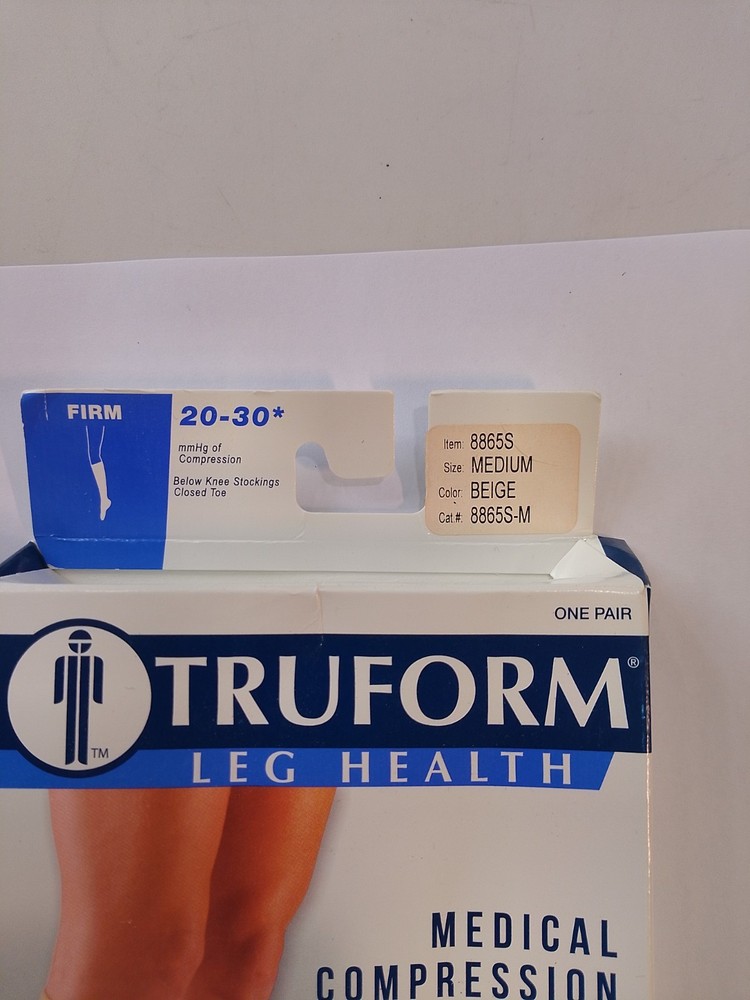 FIRM
20-30*
mmHg of
Compression
Below Knee Stockings
Closed Toe
Item: 8865S
Size: MEDIUM
Color: BEIGE
Cat.#: 8865S-M
ONE PAIR
TRUFORM®
TM
LEG HEALTH
MEDICAL
COMPRESSION